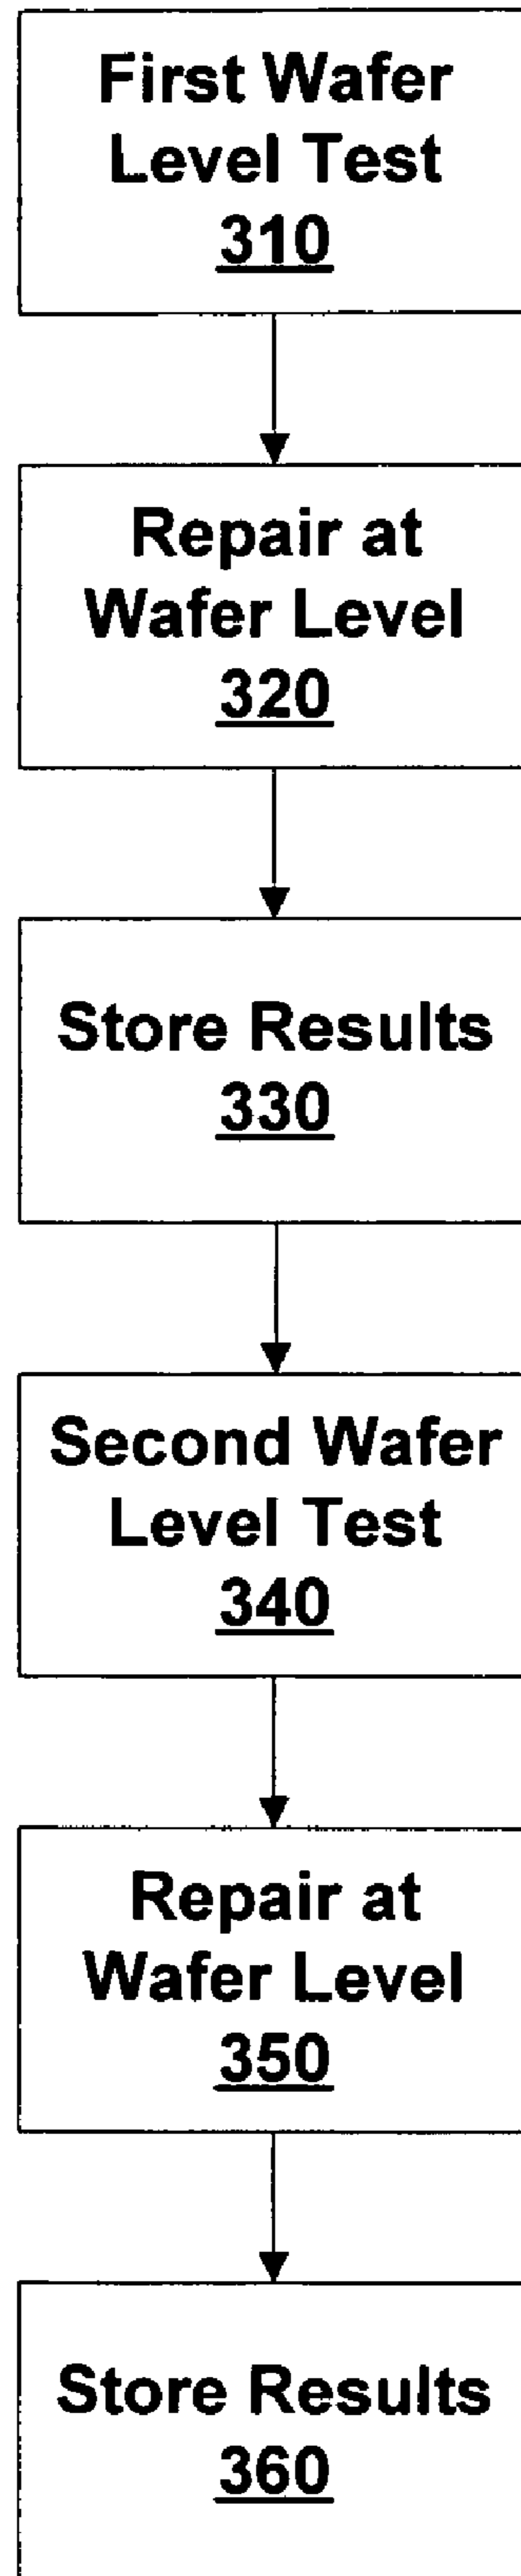 First Wafer
Level Test
310
Repair at
Wafer Level
320
Store Results
330
Second Wafer
Level Test
340
Repair at
Wafer Level
350
Store Results
360